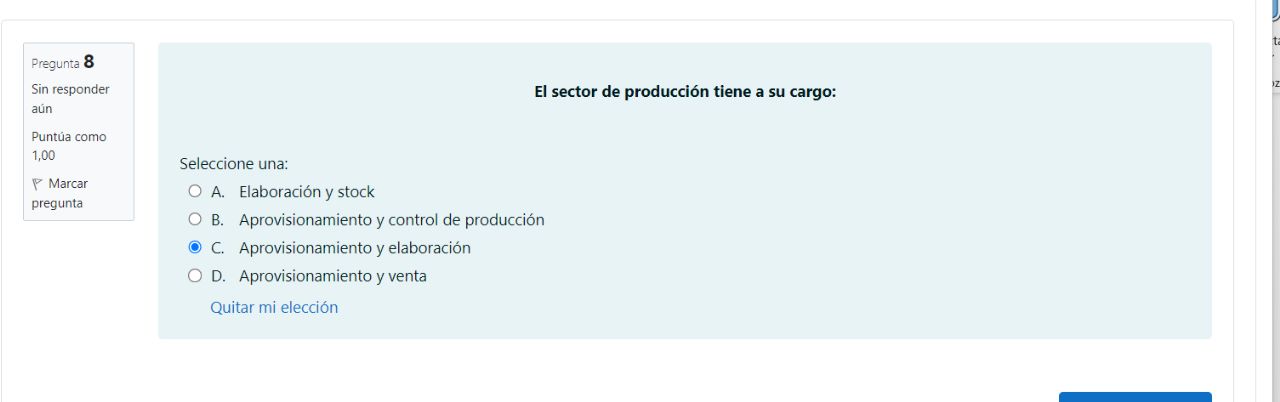 Pregunta 8
Sin responder
aún
Puntúa como
1,00
Marcar
pregunta
El sector de producción tiene a su cargo:
Seleccione una:
A. Elaboración y stock
B. Aprovisionamiento y control de producción
C. Aprovisionamiento y elaboración
D. Aprovisionamiento y venta
Quitar mi elección